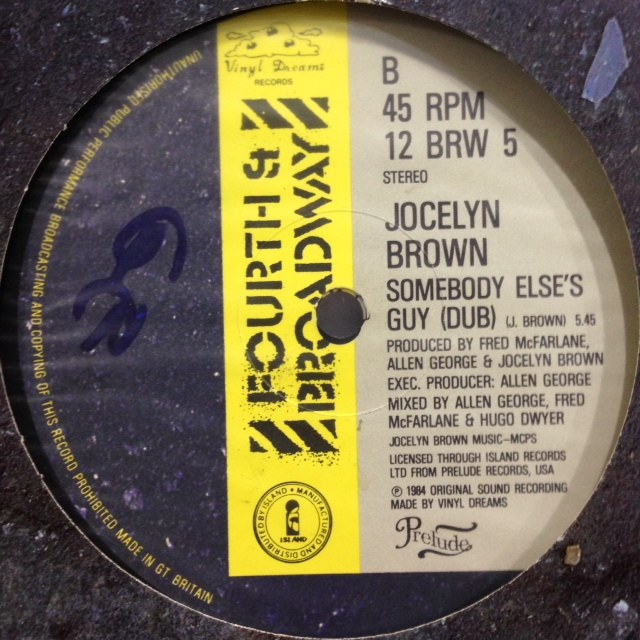 UNAUTHORISED PUBLIC PERFORMANCE BROADCASTING AND COPYING OF THIS RECORD PROHIBITED MADE IN GT BRITAIN
Vinyl Dreams
RECORDS
FOURTH &
BROADWAY
MANUFACTURED AND DISTRIBUTED BY ISLAND
ISLAND
B
45 RPM
12 BRW 5
STEREO
JOCELYN
BROWN
SOMEBODY ELSE'S
GUY (DUB) (J. BROWN) 5.45
PRODUCED BY FRED McFARLANE,
ALLEN GEORGE & JOCELYN BROWN
EXEC. PRODUCER: ALLEN GEORGE
MIXED BY ALLEN GEORGE, FRED
McFARLANE & HUGO DWYER
JOCELYN BROWN MUSIC-MCPS
LICENSED THROUGH ISLAND RECORDS
LTD FROM PRELUDE RECORDS, USA
℗ 1984 ORIGINAL SOUND RECORDING
MADE BY VINYL DREAMS
Prelude